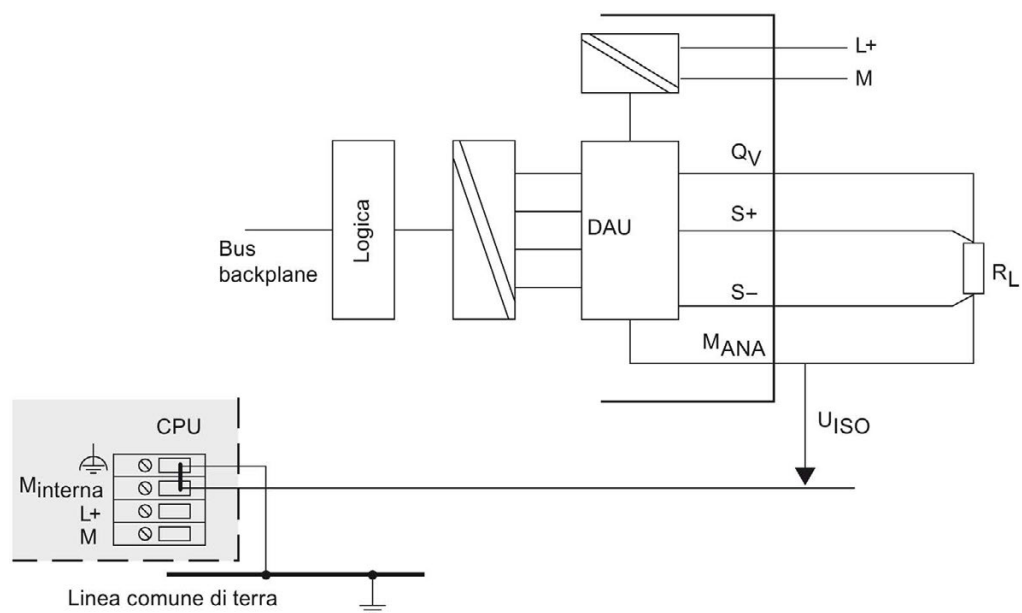 L+
M
QV
S+
DAU
Logica
Bus
backplane
RL
S–
MANA
UISO
CPU
Minterna
L+
M
Linea comune di terra